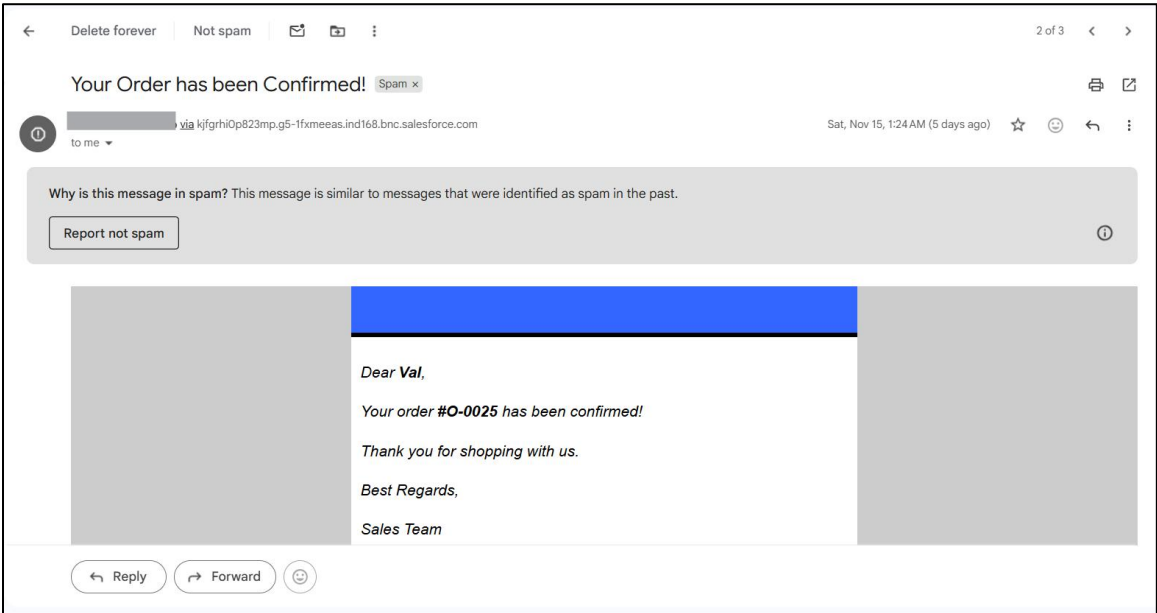 Delete forever Not spam 2 of 3
Your Order has been Confirmed! Spam ×
via kjfgrhi0p823mp.g5-1fxmeeas.ind168.bnc.salesforce.com Sat, Nov 15, 1:24 AM (5 days ago)
to me
Why is this message in spam? This message is similar to messages that were identified as spam in the past.
Report not spam
Dear Val,
Your order #O-0025 has been confirmed!
Thank you for shopping with us.
Best Regards,
Sales Team
Reply Forward